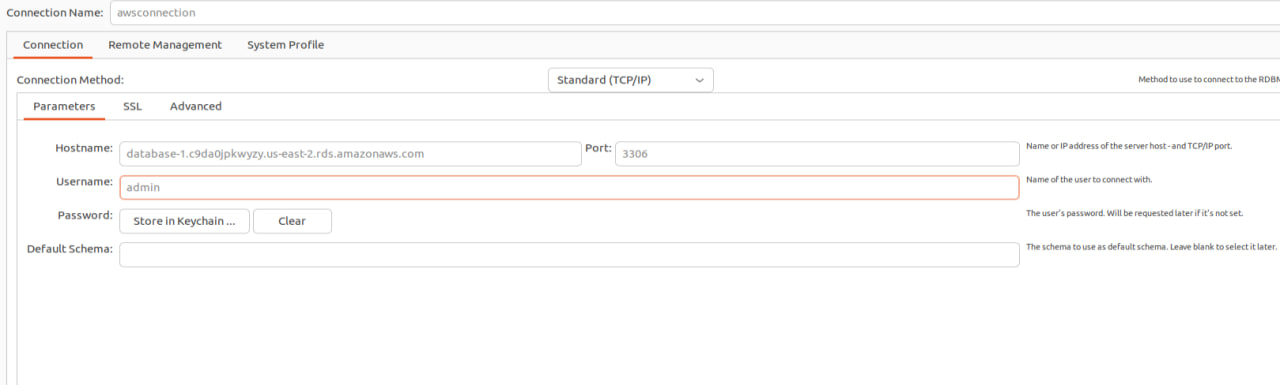 Connection Name: awsconnection
Connection Remote Management System Profile
Connection Method: Standard (TCP/IP) Method to use to connect to the RDBM
Parameters SSL Advanced
Hostname: database-1.c9da0jpkwyzy.us-east-2.rds.amazonaws.com Port: 3306 Name or IP address of the server host - and TCP/IP port.
Username: admin Name of the user to connect with.
Password: Store in Keychain ... Clear The user's password. Will be requested later if it's not set.
Default Schema: The schema to use as default schema. Leave blank to select it later.